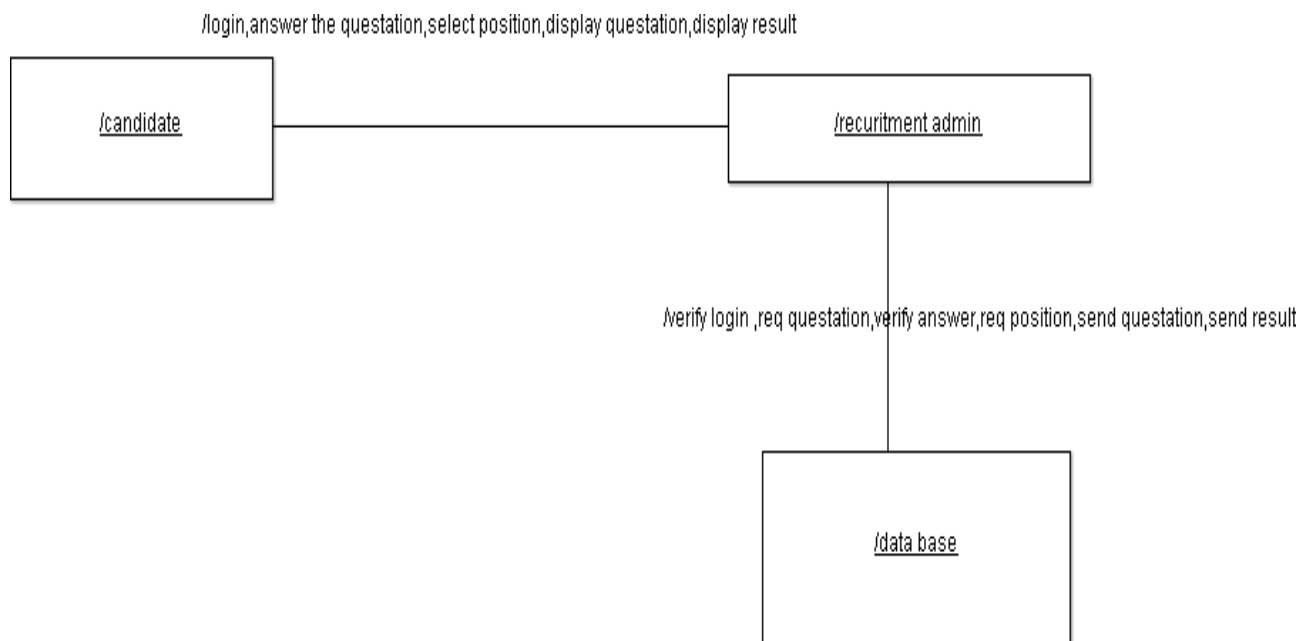 /login,answer the questation,select position,display questation,display result
/candidate
/recuritment admin
/verify login ,req questation,verify answer,req position,send questation,send result
/data base